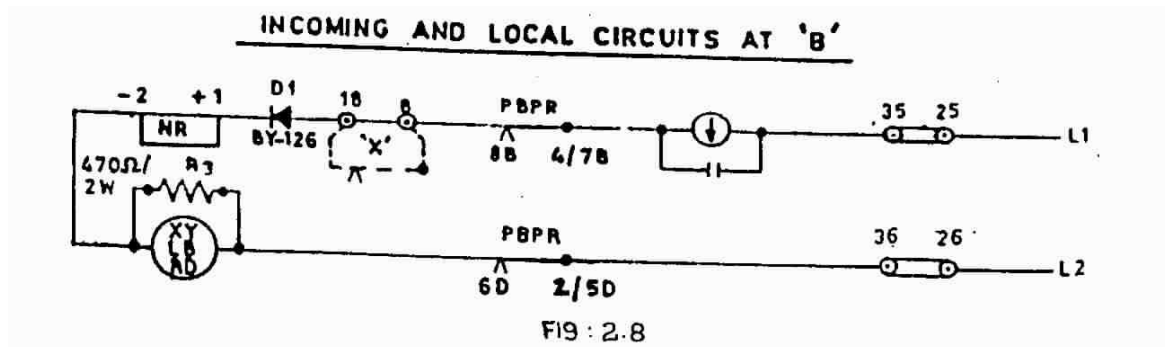 INCOMING AND LOCAL CIRCUITS AT 'B'
-2 +1 D1 18 8 PBPR 35 25
NR BY-126 'X' 8B 4/7B L1
470Ω/ R3
2W
XY
LB
AD
PBPR 36 26
6D 2/5D L2
FIG : 2.8